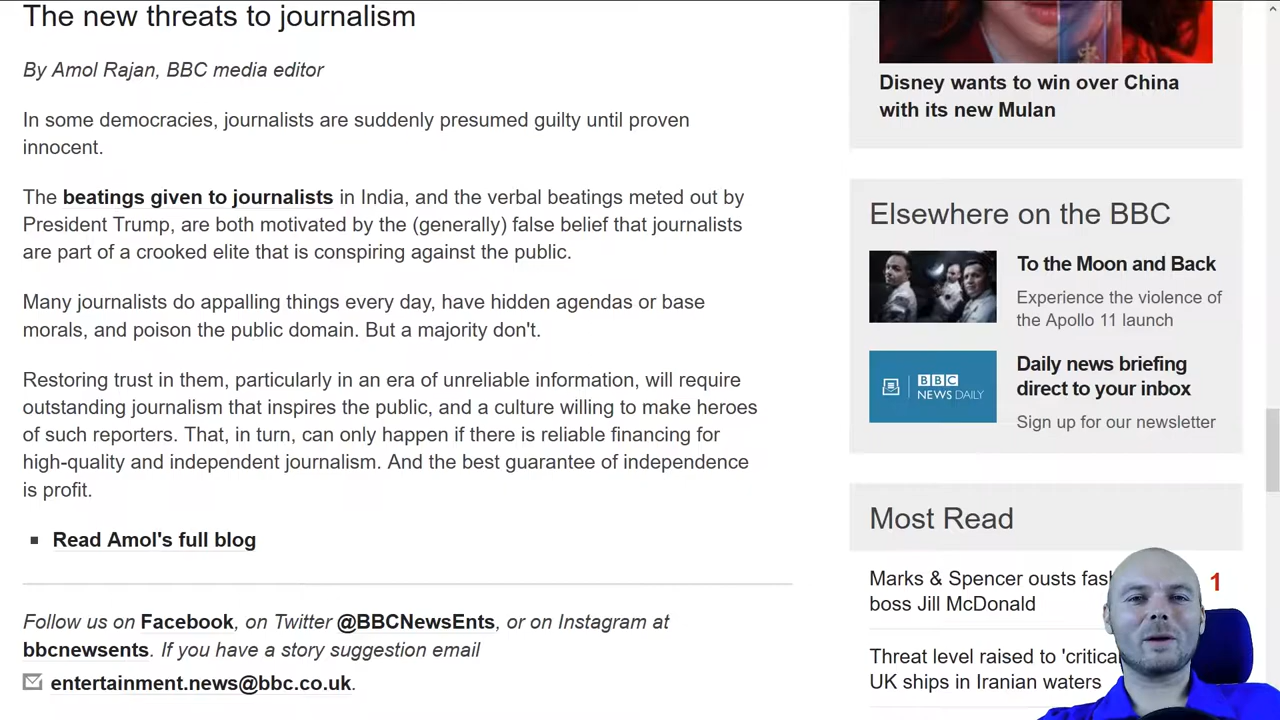 The new threats to journalism
By Amol Rajan, BBC media editor
In some democracies, journalists are suddenly presumed guilty until proven
innocent.
The beatings given to journalists in India, and the verbal beatings meted out by
President Trump, are both motivated by the (generally) false belief that journalists
are part of a crooked elite that is conspiring against the public.
Many journalists do appalling things every day, have hidden agendas or base
morals, and poison the public domain. But a majority don't.
Restoring trust in them, particularly in an era of unreliable information, will require
outstanding journalism that inspires the public, and a culture willing to make heroes
of such reporters. That, in turn, can only happen if there is reliable financing for
high-quality and independent journalism. And the best guarantee of independence
is profit.
Read Amol's full blog
Follow us on Facebook, on Twitter @BBCNewsEnts, or on Instagram at
bbcnewsents. If you have a story suggestion email
entertainment.news@bbc.co.uk.
Disney wants to win over China
with its new Mulan
Elsewhere on the BBC
To the Moon and Back
Experience the violence of
the Apollo 11 launch
BBC
NEWS DAILY
Daily news briefing
direct to your inbox
Sign up for our newsletter
Most Read
Marks & Spencer ousts
boss Jill McDonald
1
Threat level raised to
UK ships in Iranian waters